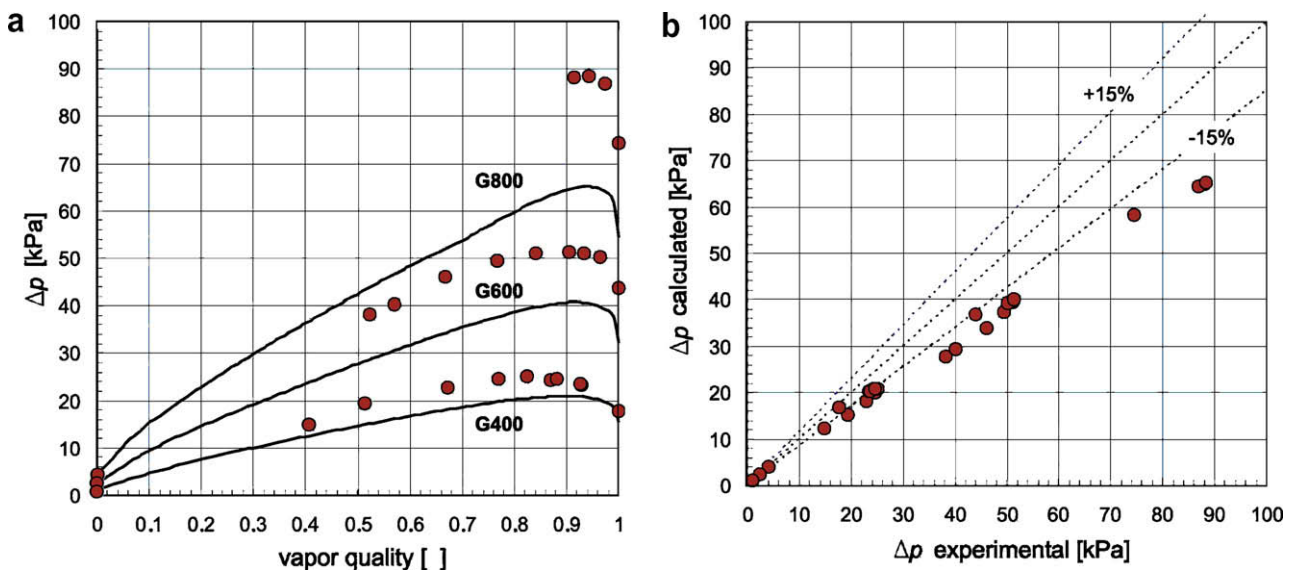 a
100
90
80
70
60
50
40
30
20
10
0
Δp [kPa]
G800
G600
G400
0 0.1 0.2 0.3 0.4 0.5 0.6 0.7 0.8 0.9 1
vapor quality [ ]
b
100
90
80
70
60
50
40
30
20
10
0
Δp calculated [kPa]
+15%
-15%
0 10 20 30 40 50 60 70 80 90 100
Δp experimental [kPa]